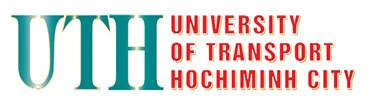 UTH
UNIVERSITY
OF TRANSPORT
HOCHIMINH CITY